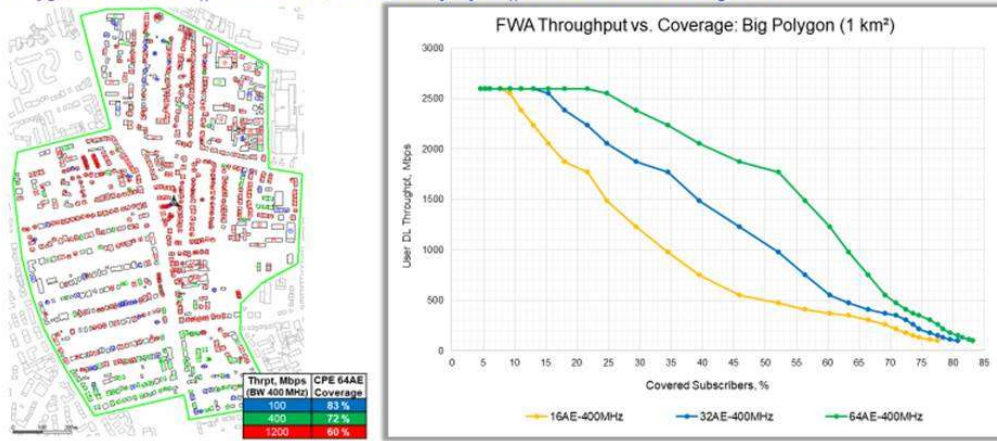 FWA Throughput vs. Coverage: Big Polygon (1 km²)
3000
2500
2000
1500
1000
500
0
User DL Throughput, Mbps
0 5 10 15 20 25 30 35 40 45 50 55 60 65 70 75 80 85
Covered Subscribers, %
16AE-400MHz 32AE-400MHz 64AE-400MHz
Thrpt, Mbps CPE 64AE
(BW 400 MHz) Coverage
100 83 %
400 72 %
1200 60 %